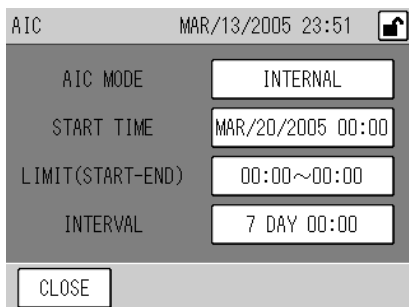 AIC MAR/13/2005 23:51
AIC MODE INTERNAL
START TIME MAR/20/2005 00:00
LIMIT(START-END) 00:00～00:00
INTERVAL 7 DAY 00:00
CLOSE